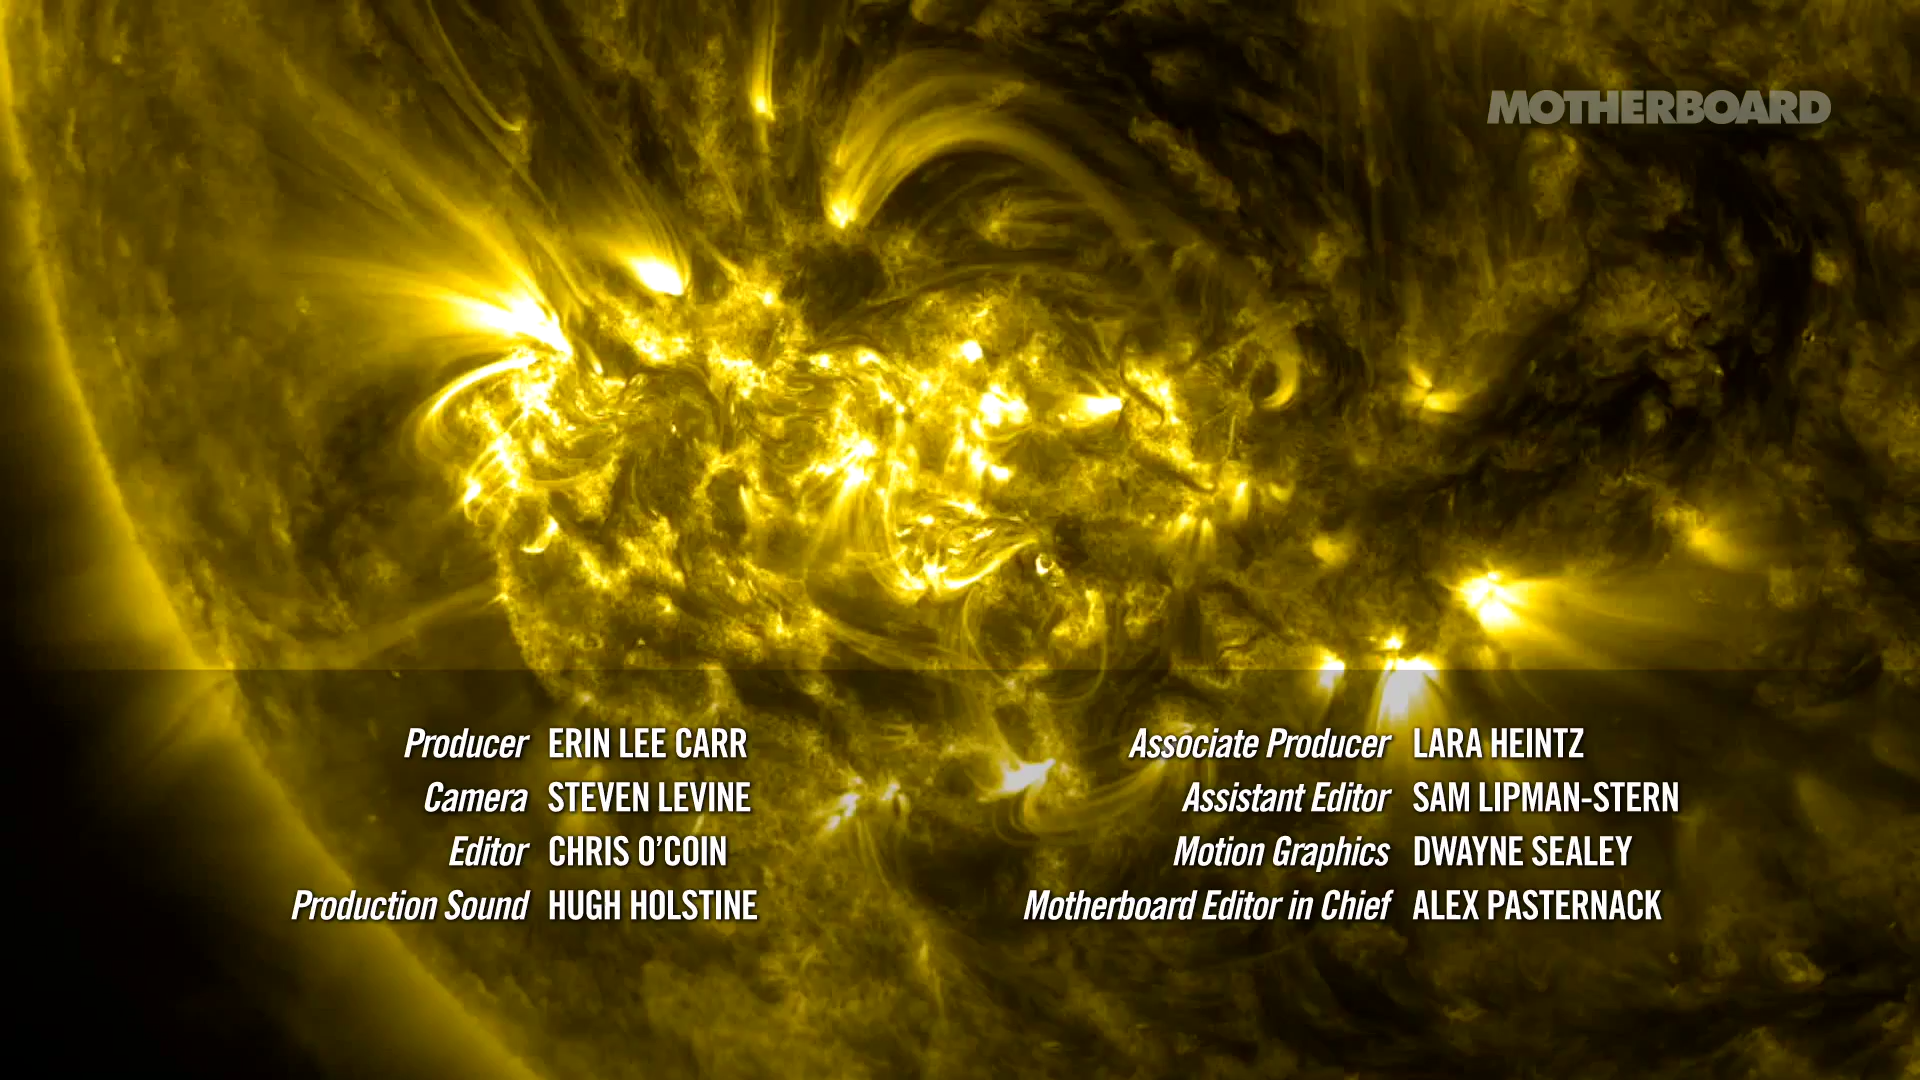 MOTHERBOARD
Producer ERIN LEE CARR
Camera STEVEN LEVINE
Editor CHRIS O'COIN
Production Sound HUGH HOLSTINE
Associate Producer LARA HEINTZ
Assistant Editor SAM LIPMAN-STERN
Motion Graphics DWAYNE SEALEY
Motherboard Editor in Chief ALEX PASTERNACK